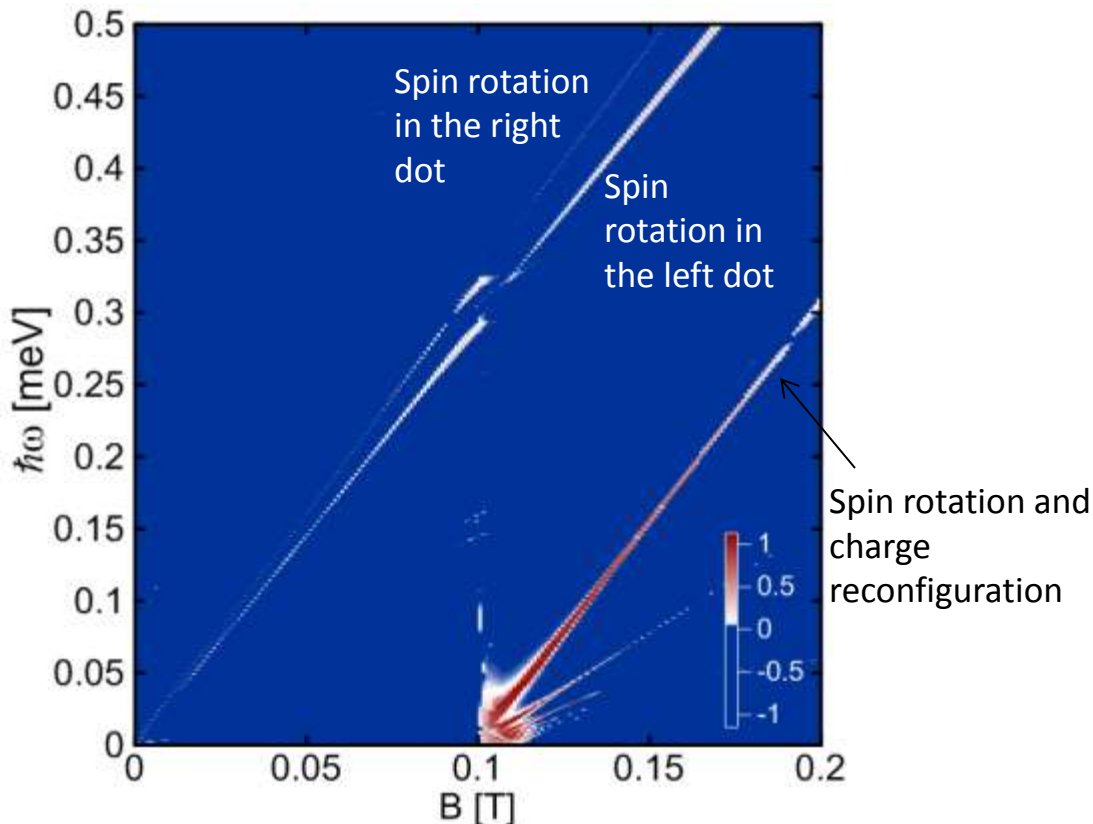 0.5
0.45
0.4
0.35
0.3
0.25
0.2
0.15
0.1
0.05
0
ħω [meV]
Spin rotation
in the right
dot
Spin
rotation in
the left dot
Spin rotation and
charge
reconfiguration
1
0.5
0
-0.5
-1
0
0.05
0.1
0.15
0.2
B [T]